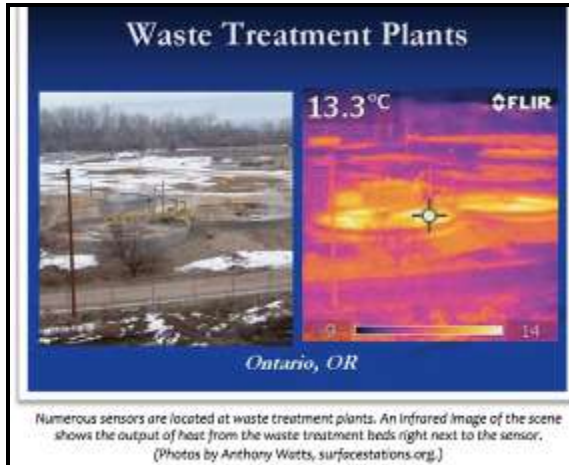 Waste Treatment Plants
13.3°C
FLIR
-9
14
Ontario, OR
Numerous sensors are located at waste treatment plants. An infrared image of the scene
shows the output of heat from the waste treatment beds right next to the sensor.
(Photos by Anthony Watts, surfacestations.org.)